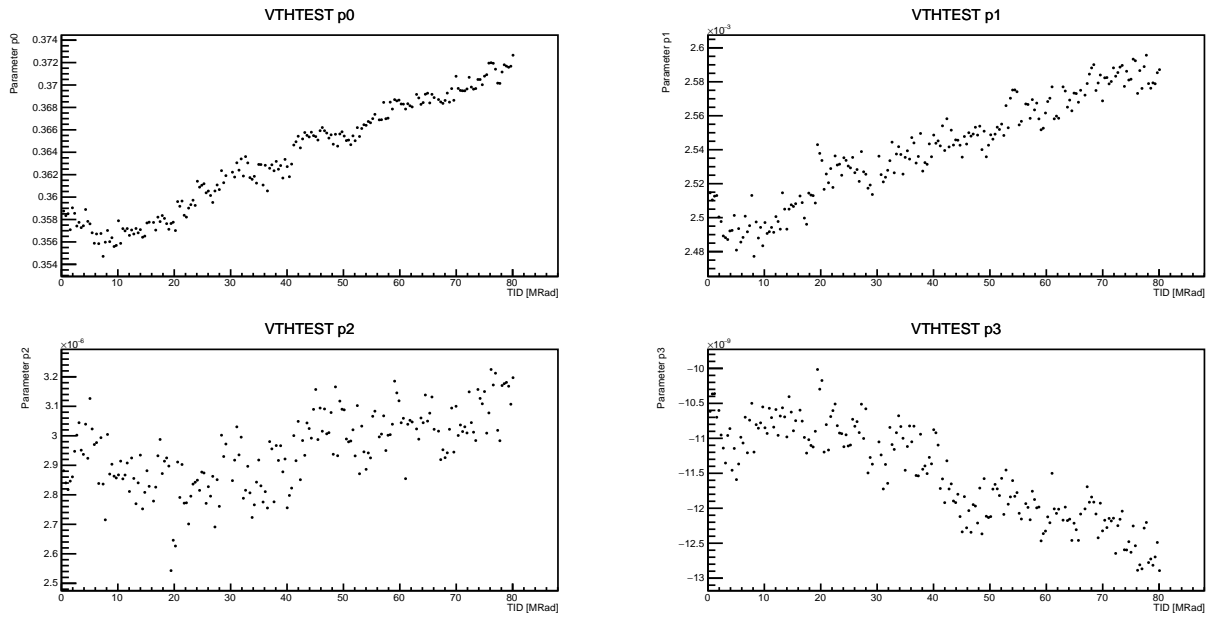 VTHTEST p0
Parameter p0
0.374
0.372
0.37
0.368
0.366
0.364
0.362
0.36
0.358
0.356
0.354
0 10 20 30 40 50 60 70 80
TID [MRad]
VTHTEST p1
×10⁻³
Parameter p1
2.6
2.58
2.56
2.54
2.52
2.5
2.48
0 10 20 30 40 50 60 70 80
TID [MRad]
VTHTEST p2
×10⁻⁶
Parameter p2
3.2
3.1
3
2.9
2.8
2.7
2.6
2.5
0 10 20 30 40 50 60 70 80
TID [MRad]
VTHTEST p3
×10⁻⁹
Parameter p3
−10
−10.5
−11
−11.5
−12
−12.5
−13
0 10 20 30 40 50 60 70 80
TID [MRad]